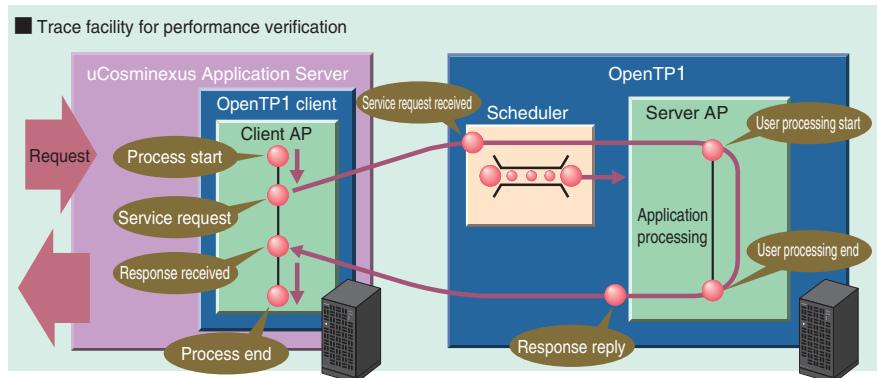 ■ Trace facility for performance verification
uCosminexus Application Server
OpenTP1 client
Client AP
Request
Process start
Service request
Response received
Process end
OpenTP1
Service request received
Scheduler
Server AP
User processing start
Application
processing
User processing end
Response reply